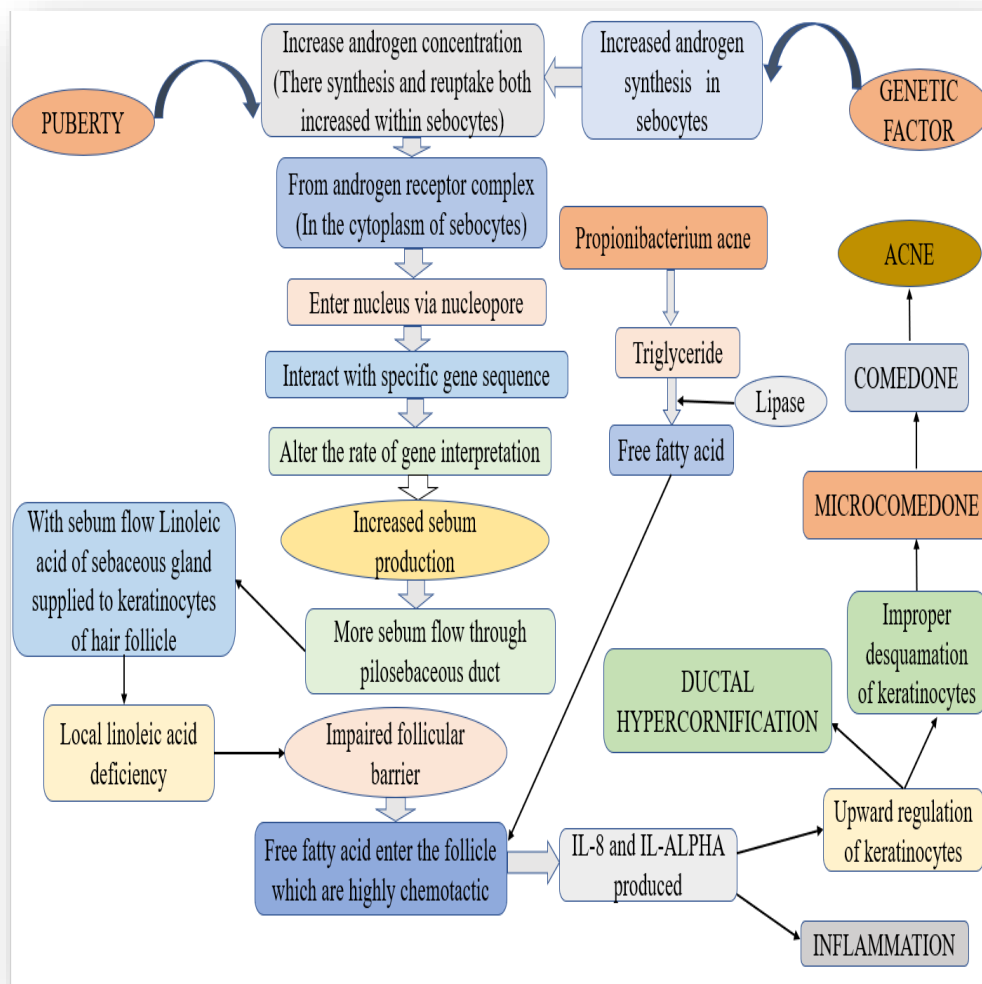 PUBERTY
Increase androgen concentration
(There synthesis and reuptake both
increased within sebocytes)
Increased androgen
synthesis in
sebocytes
GENETIC
FACTOR
From androgen receptor complex
(In the cytoplasm of sebocytes)
Enter nucleus via nucleopore
Interact with specific gene sequence
Alter the rate of gene interpretation
Increased sebum
production
More sebum flow through
pilosebaceous duct
With sebum flow Linoleic
acid of sebaceous gland
supplied to keratinocytes
of hair follicle
Local linoleic acid
deficiency
Impaired follicular
barrier
Free fatty acid enter the follicle
which are highly chemotactic
Propionibacterium acne
Triglyceride
Lipase
Free fatty acid
IL-8 and IL-ALPHA
produced
INFLAMMATION
Upward regulation
of keratinocytes
DUCTAL
HYPERCORNIFICATION
Improper
desquamation
of keratinocytes
MICROCOMEDONE
COMEDONE
ACNE